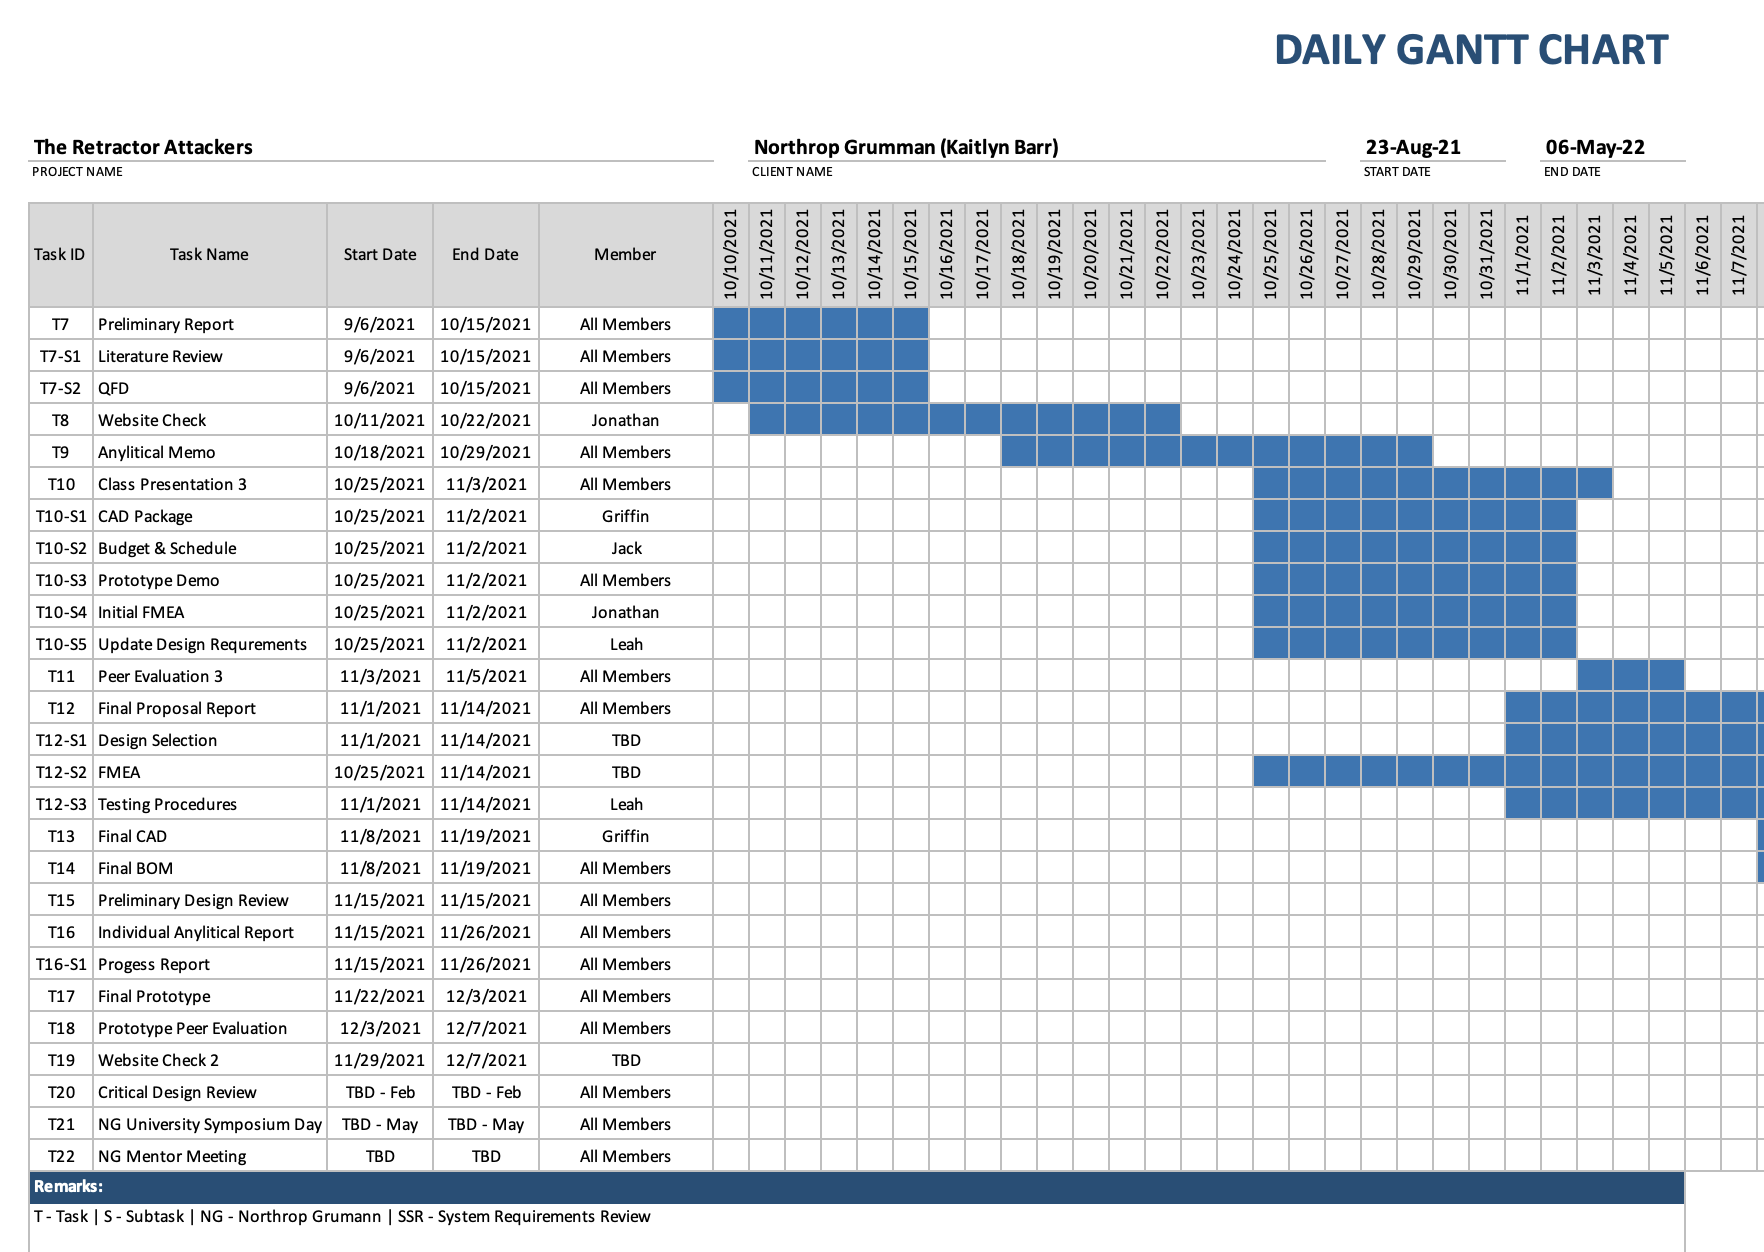 DAILY GANTT CHART
The Retractor Attackers Northrop Grumman (Kaitlyn Barr) 23-Aug-21 06-May-22
PROJECT NAME CLIENT NAME START DATE END DATE
Task ID Task Name Start Date End Date Member 10/10/2021 10/11/2021 10/12/2021 10/13/2021 10/14/2021 10/15/2021 10/16/2021 10/17/2021 10/18/2021 10/19/2021 10/20/2021 10/21/2021 10/22/2021 10/23/2021 10/24/2021 10/25/2021 10/26/2021 10/27/2021 10/28/2021 10/29/2021 10/30/2021 10/31/2021 11/1/2021 11/2/2021 11/3/2021 11/4/2021 11/5/2021 11/6/2021 11/7/2021
T7 Preliminary Report 9/6/2021 10/15/2021 All Members
T7-S1 Literature Review 9/6/2021 10/15/2021 All Members
T7-S2 QFD 9/6/2021 10/15/2021 All Members
T8 Website Check 10/11/2021 10/22/2021 Jonathan
T9 Anylitical Memo 10/18/2021 10/29/2021 All Members
T10 Class Presentation 3 10/25/2021 11/3/2021 All Members
T10-S1 CAD Package 10/25/2021 11/2/2021 Griffin
T10-S2 Budget & Schedule 10/25/2021 11/2/2021 Jack
T10-S3 Prototype Demo 10/25/2021 11/2/2021 All Members
T10-S4 Initial FMEA 10/25/2021 11/2/2021 Jonathan
T10-S5 Update Design Requrements 10/25/2021 11/2/2021 Leah
T11 Peer Evaluation 3 11/3/2021 11/5/2021 All Members
T12 Final Proposal Report 11/1/2021 11/14/2021 All Members
T12-S1 Design Selection 11/1/2021 11/14/2021 TBD
T12-S2 FMEA 10/25/2021 11/14/2021 TBD
T12-S3 Testing Procedures 11/1/2021 11/14/2021 Leah
T13 Final CAD 11/8/2021 11/19/2021 Griffin
T14 Final BOM 11/8/2021 11/19/2021 All Members
T15 Preliminary Design Review 11/15/2021 11/15/2021 All Members
T16 Individual Anylitical Report 11/15/2021 11/26/2021 All Members
T16-S1 Progess Report 11/15/2021 11/26/2021 All Members
T17 Final Prototype 11/22/2021 12/3/2021 All Members
T18 Prototype Peer Evaluation 12/3/2021 12/7/2021 All Members
T19 Website Check 2 11/29/2021 12/7/2021 TBD
T20 Critical Design Review TBD - Feb TBD - Feb All Members
T21 NG University Symposium Day TBD - May TBD - May All Members
T22 NG Mentor Meeting TBD TBD All Members
Remarks:
T - Task | S - Subtask | NG - Northrop Grumann | SSR - System Requirements Review